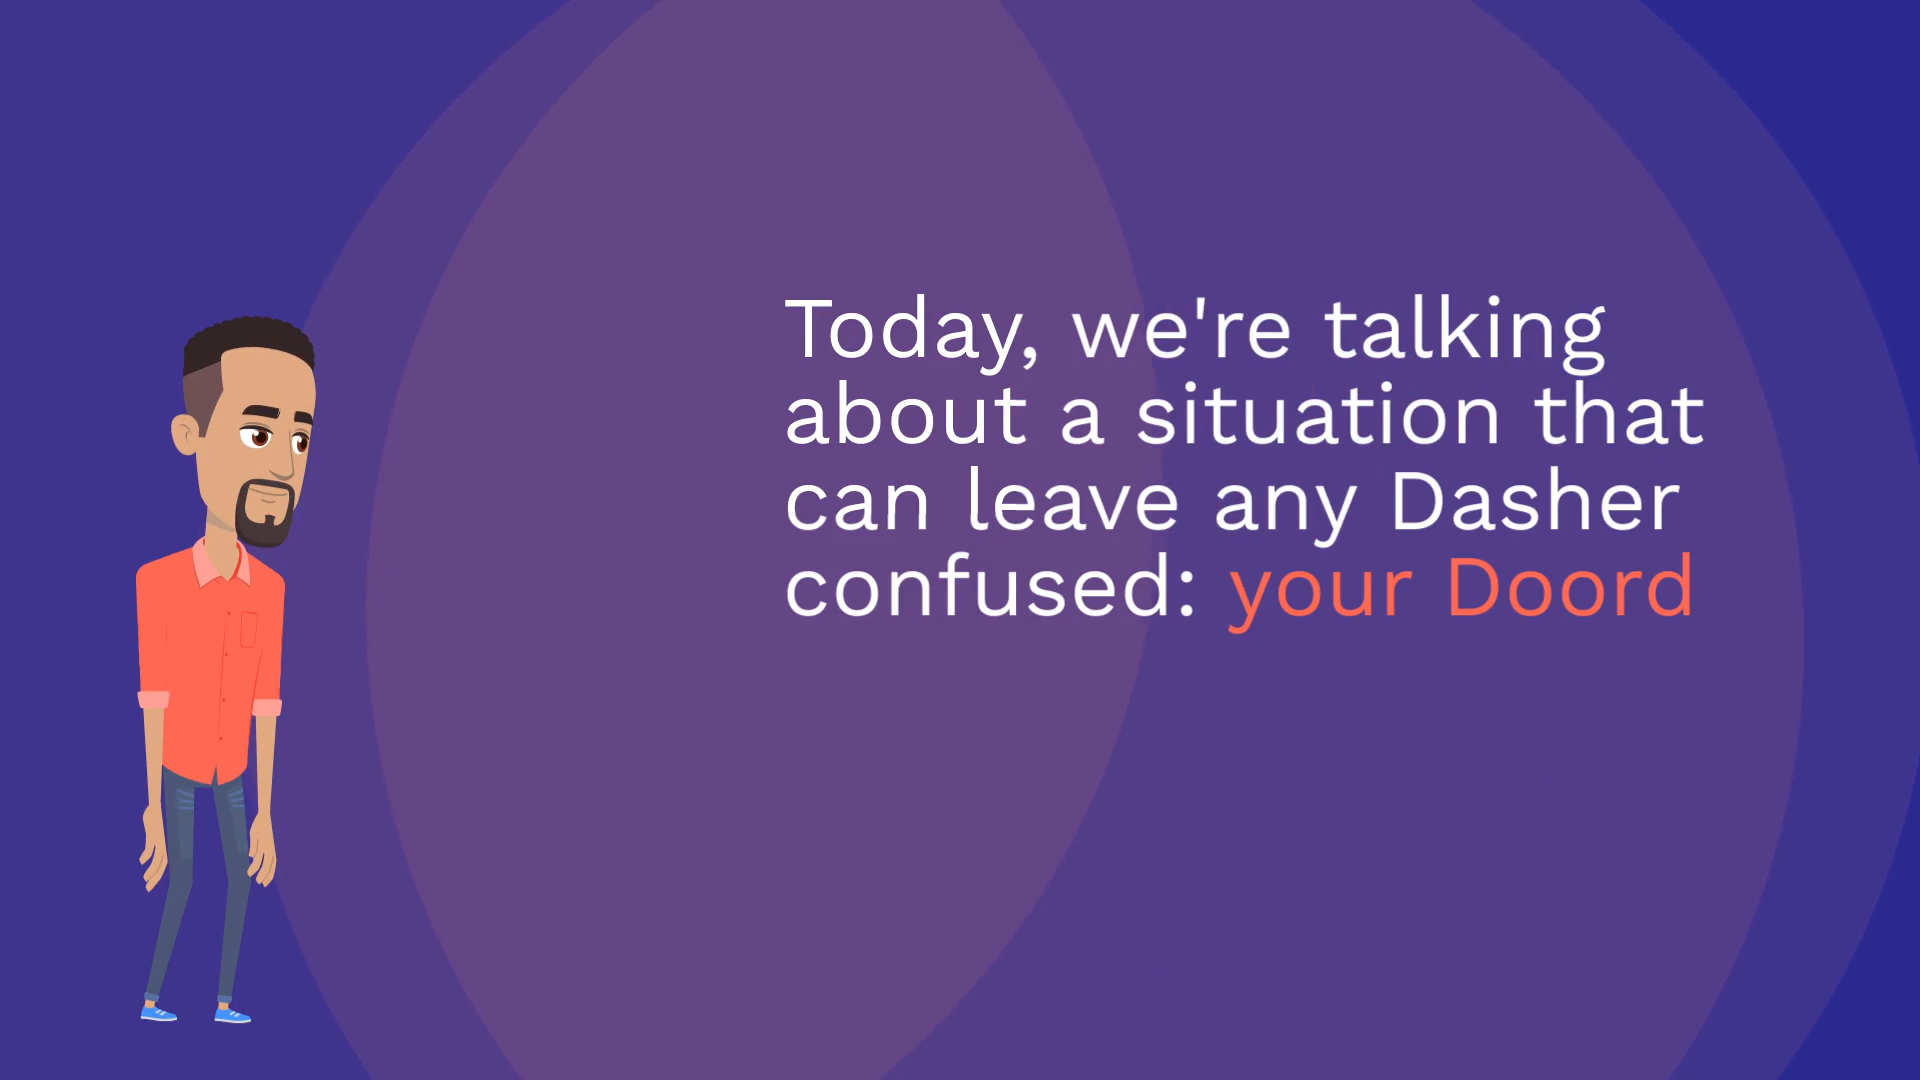 Today, we're talking
about a situation that
can leave any Dasher
confused: your Doord